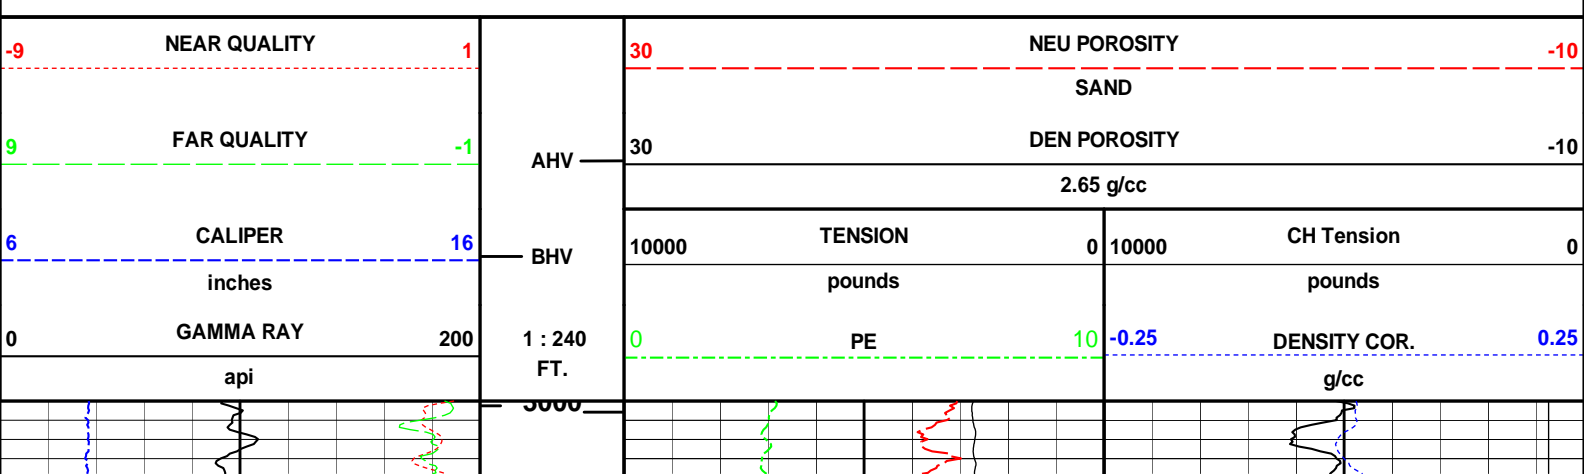 NEAR QUALITY
-9 1
FAR QUALITY
9 -1
CALIPER
6 16
inches
GAMMA RAY
0 200
api
AHV
BHV
1 : 240
FT.
3000
NEU POROSITY
30 -10
SAND
DEN POROSITY
30 -10
2.65 g/cc
TENSION
10000 0
pounds
PE
0 10
CH Tension
10000 0
pounds
DENSITY COR.
-0.25 0.25
g/cc